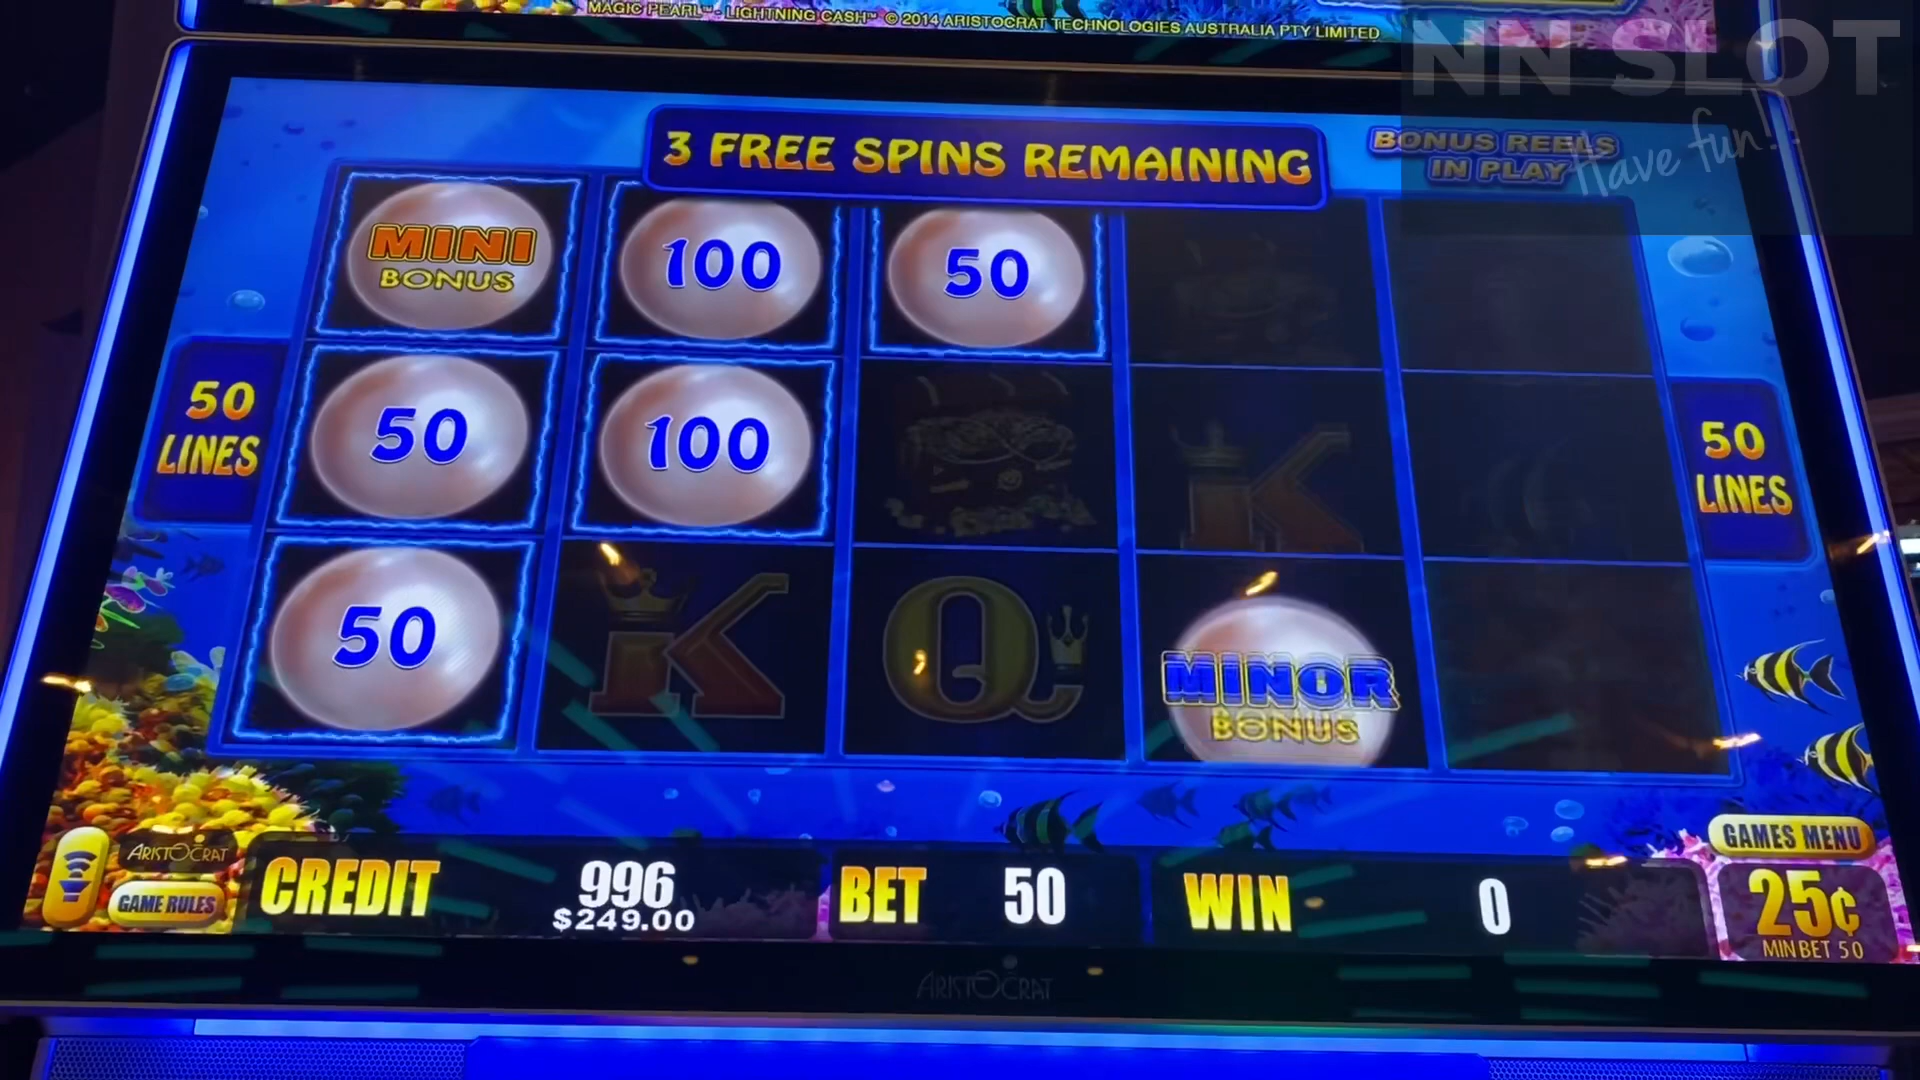 MAGIC PEARL™ - LIGHTNING CASH™ © 2014 ARISTOCRAT TECHNOLOGIES AUSTRALIA PTY LIMITED
NN SLOT
Have fun!
3 FREE SPINS REMAINING
BONUS REELS
IN PLAY
MINI
BONUS
100
50
50
LINES
50
100
K
50
LINES
50
K
Q
MINOR
BONUS
ARISTOCRAT
GAME RULES
CREDIT
996
$249.00
BET
50
WIN
0
GAMES MENU
25¢
MIN BET 50
ARISTOCRAT